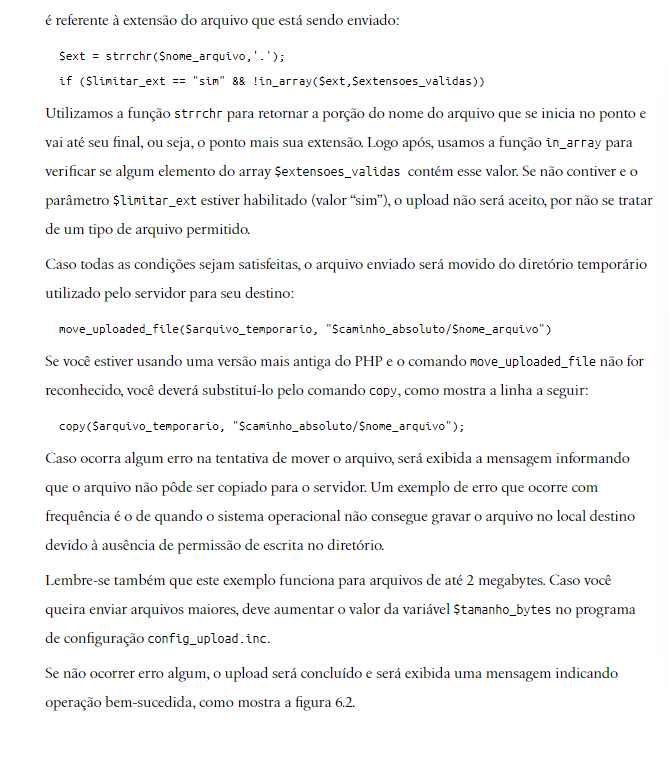 é referente à extensão do arquivo que está sendo enviado:
$ext = strrchr($nome_arquivo,'.');
if ($limitar_ext == "sim" && !in_array($ext,$extensoes_validas))
Utilizamos a função strrchr para retornar a porção do nome do arquivo que se inicia no ponto e
vai até seu final, ou seja, o ponto mais sua extensão. Logo após, usamos a função in_array para
verificar se algum elemento do array $extensoes_validas contém esse valor. Se não contiver e o
parâmetro $limitar_ext estiver habilitado (valor “sim”), o upload não será aceito, por não se tratar
de um tipo de arquivo permitido.
Caso todas as condições sejam satisfeitas, o arquivo enviado será movido do diretório temporário
utilizado pelo servidor para seu destino:
move_uploaded_file($arquivo_temporario, "$caminho_absoluto/$nome_arquivo")
Se você estiver usando uma versão mais antiga do PHP e o comando move_uploaded_file não for
reconhecido, você deverá substituí-lo pelo comando copy, como mostra a linha a seguir:
copy($arquivo_temporario, "$caminho_absoluto/$nome_arquivo");
Caso ocorra algum erro na tentativa de mover o arquivo, será exibida a mensagem informando
que o arquivo não pôde ser copiado para o servidor. Um exemplo de erro que ocorre com
frequência é o de quando o sistema operacional não consegue gravar o arquivo no local destino
devido à ausência de permissão de escrita no diretório.
Lembre-se também que este exemplo funciona para arquivos de até 2 megabytes. Caso você
queira enviar arquivos maiores, deve aumentar o valor da variável $tamanho_bytes no programa
de configuração config_upload.inc.
Se não ocorrer erro algum, o upload será concluído e será exibida uma mensagem indicando
operação bem-sucedida, como mostra a figura 6.2.